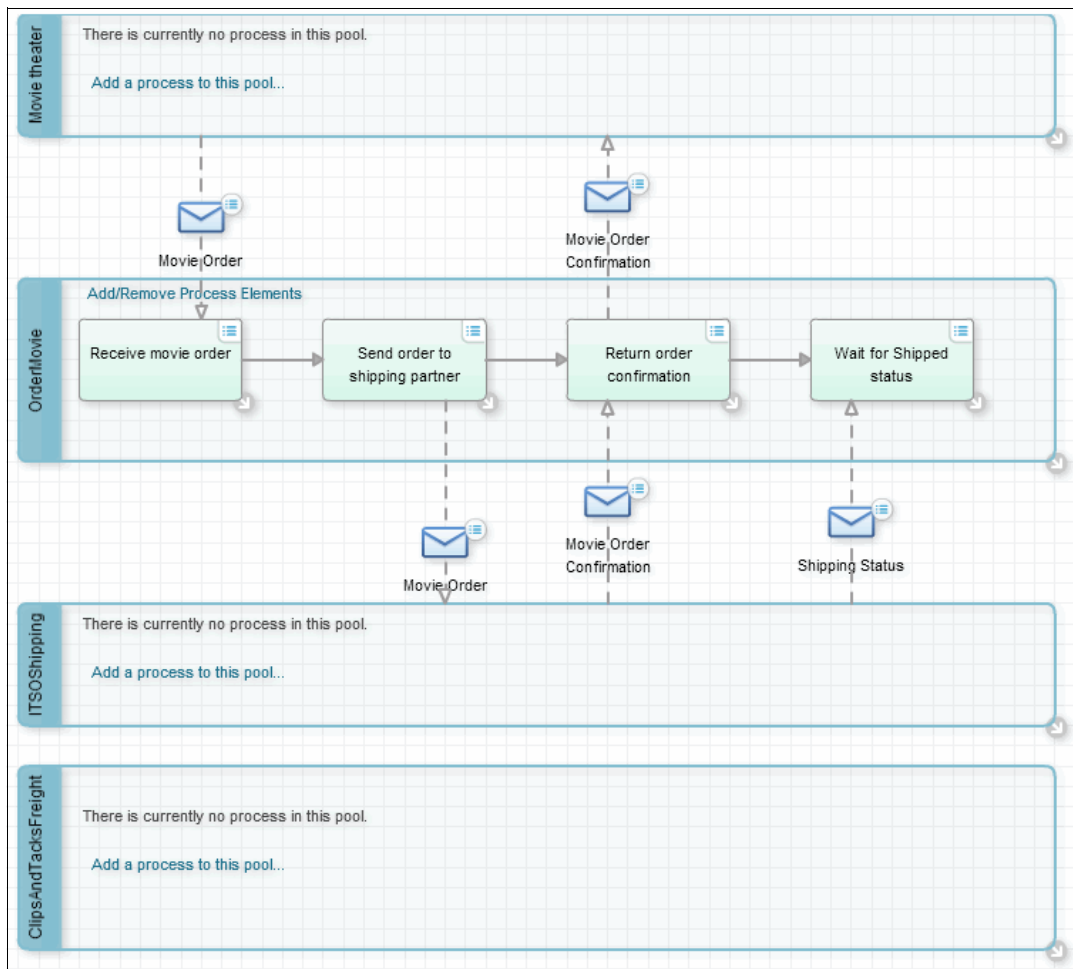 Movie theater
There is currently no process in this pool.
Add a process to this pool...
Movie Order
Movie Order
Confirmation
OrderMovie
Add/Remove Process Elements
Receive movie order
Send order to
shipping partner
Return order
confirmation
Wait for Shipped
status
Movie Order
Movie Order
Confirmation
Shipping Status
ITSOShipping
There is currently no process in this pool.
Add a process to this pool...
ClipsAndTacksFreight
There is currently no process in this pool.
Add a process to this pool...